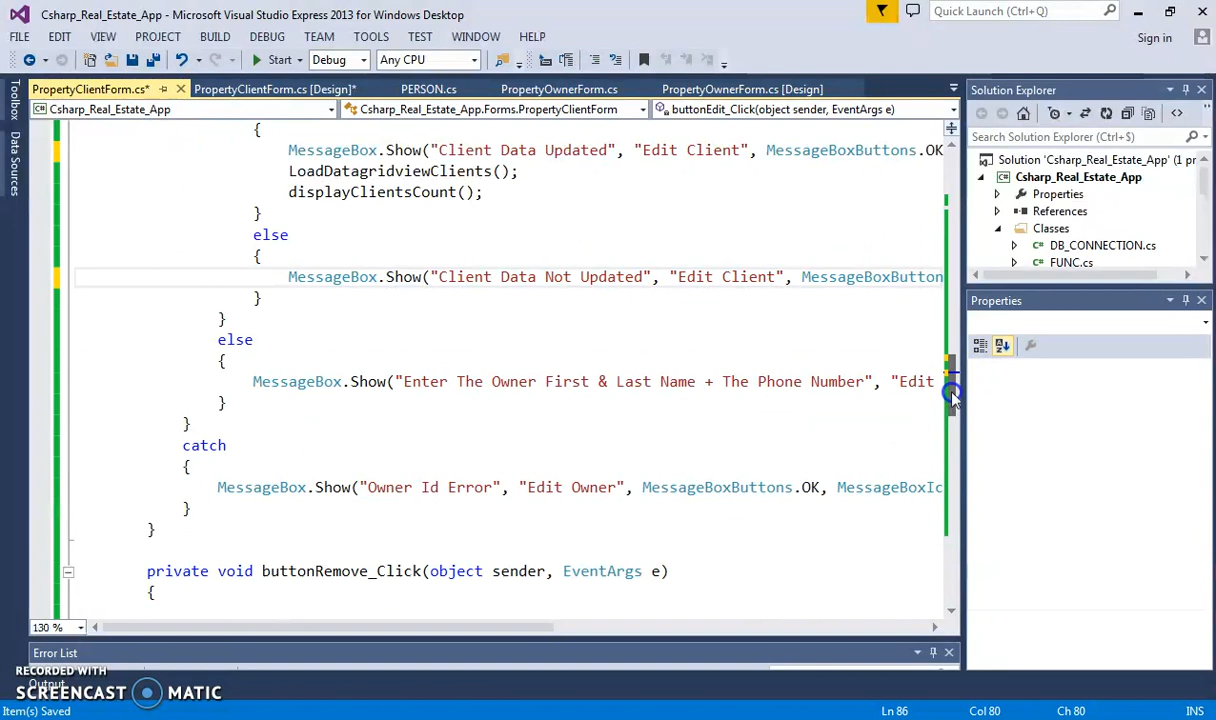 Csharp_Real_Estate_App - Microsoft Visual Studio Express 2013 for Windows Desktop
Quick Launch (Ctrl+Q)
FILE EDIT VIEW PROJECT BUILD DEBUG TEAM TOOLS TEST WINDOW HELP
Sign in
Start Debug Any CPU
Toolbox
Data Sources
PropertyClientForm.cs* PropertyClientForm.cs [Design]* PERSON.cs PropertyOwnerForm.cs PropertyOwnerForm.cs [Design]
Csharp_Real_Estate_App Csharp_Real_Estate_App.Forms.PropertyClientForm buttonEdit_Click(object sender, EventArgs e)
{
MessageBox.Show("Client Data Updated", "Edit Client", MessageBoxButtons.OK
LoadDatagridviewClients();
displayClientsCount();
}
else
{
MessageBox.Show("Client Data Not Updated", "Edit Client", MessageBoxButton
}
}
else
{
MessageBox.Show("Enter The Owner First & Last Name + The Phone Number", "Edit
}
}
catch
{
MessageBox.Show("Owner Id Error", "Edit Owner", MessageBoxButtons.OK, MessageBoxIc
}
}
private void buttonRemove_Click(object sender, EventArgs e)
{
130 %
Error List
Output
Solution Explorer
Search Solution Explorer (Ctrl+$)
Solution 'Csharp_Real_Estate_App' (1 pr
Csharp_Real_Estate_App
Properties
References
Classes
DB_CONNECTION.cs
FUNC.cs
Properties
RECORDED WITH
SCREENCAST MATIC
Item(s) Saved Ln 86 Col 80 Ch 80 INS